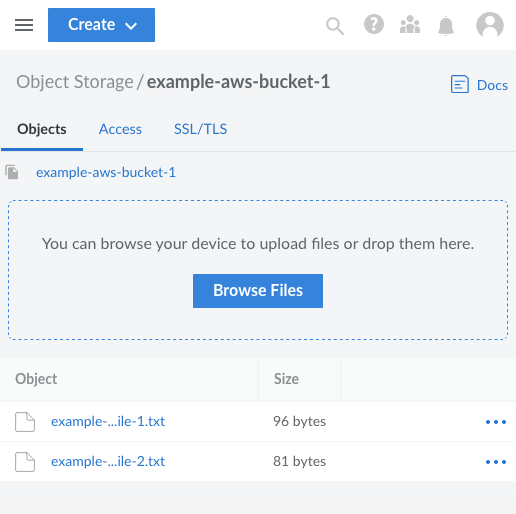 Create
Object Storage / example-aws-bucket-1
Docs
Objects Access SSL/TLS
example-aws-bucket-1
You can browse your device to upload files or drop them here.
Browse Files
Object Size
example-...ile-1.txt 96 bytes
example-...ile-2.txt 81 bytes